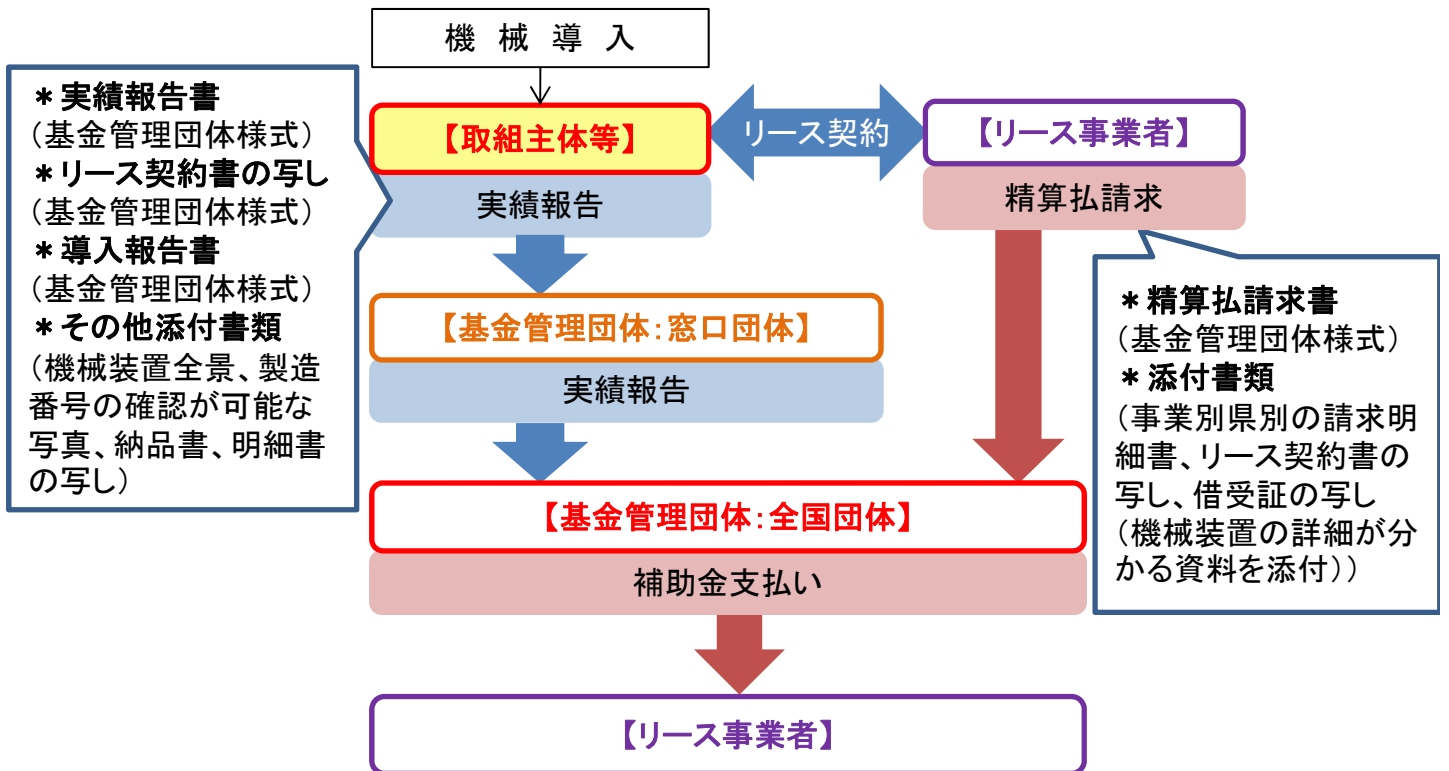 機 械 導 入
＊実績報告書
（基金管理団体様式）
＊リース契約書の写し
（基金管理団体様式）
＊導入報告書
（基金管理団体様式）
＊その他添付書類
（機械装置全景、製造
番号の確認が可能な
写真、納品書、明細書
の写し）
【取組主体等】
実績報告
リース契約
【リース事業者】
精算払請求
＊精算払請求書
（基金管理団体様式）
＊添付書類
（事業別県別の請求明
細書、リース契約書の
写し、借受証の写し
（機械装置の詳細が分
かる資料を添付））
【基金管理団体：窓口団体】
実績報告
【基金管理団体：全国団体】
補助金支払い
【リース事業者】